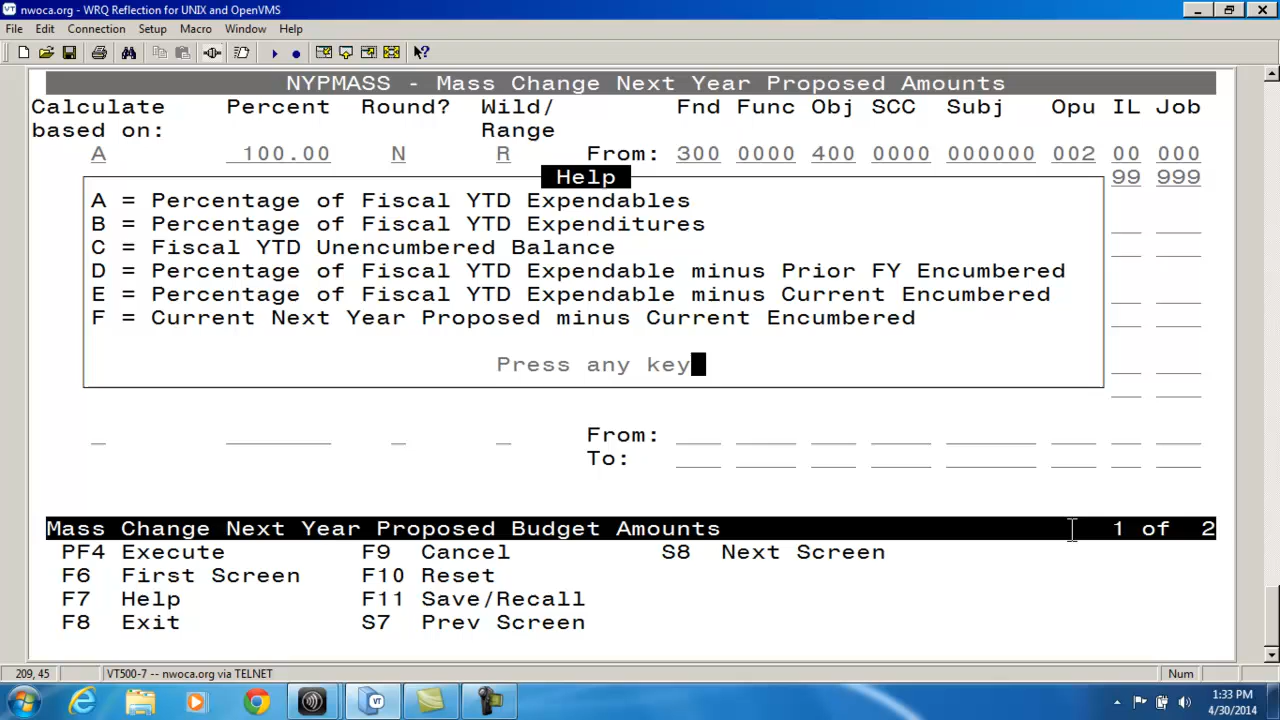 nwoca.org - WRQ Reflection for UNIX and OpenVMS
File Edit Connection Setup Macro Window Help
NYPMASS - Mass Change Next Year Proposed Amounts
Calculate Percent Round? Wild/ Fnd Func Obj SCC Subj Opu IL Job
based on: Range
A 100.00 N R From: 300 0000 400 0000 000000 002 00 000
Help 99 999
A = Percentage of Fiscal YTD Expendables
B = Percentage of Fiscal YTD Expenditures
C = Fiscal YTD Unencumbered Balance
D = Percentage of Fiscal YTD Expendable minus Prior FY Encumbered
E = Percentage of Fiscal YTD Expendable minus Current Encumbered
F = Current Next Year Proposed minus Current Encumbered
Press any key
From:
To:
Mass Change Next Year Proposed Budget Amounts 1 of 2
PF4 Execute F9 Cancel S8 Next Screen
F6 First Screen F10 Reset
F7 Help F11 Save/Recall
F8 Exit S7 Prev Screen
209, 45 VT500-7 -- nwoca.org via TELNET Num
1:33 PM
4/30/2014